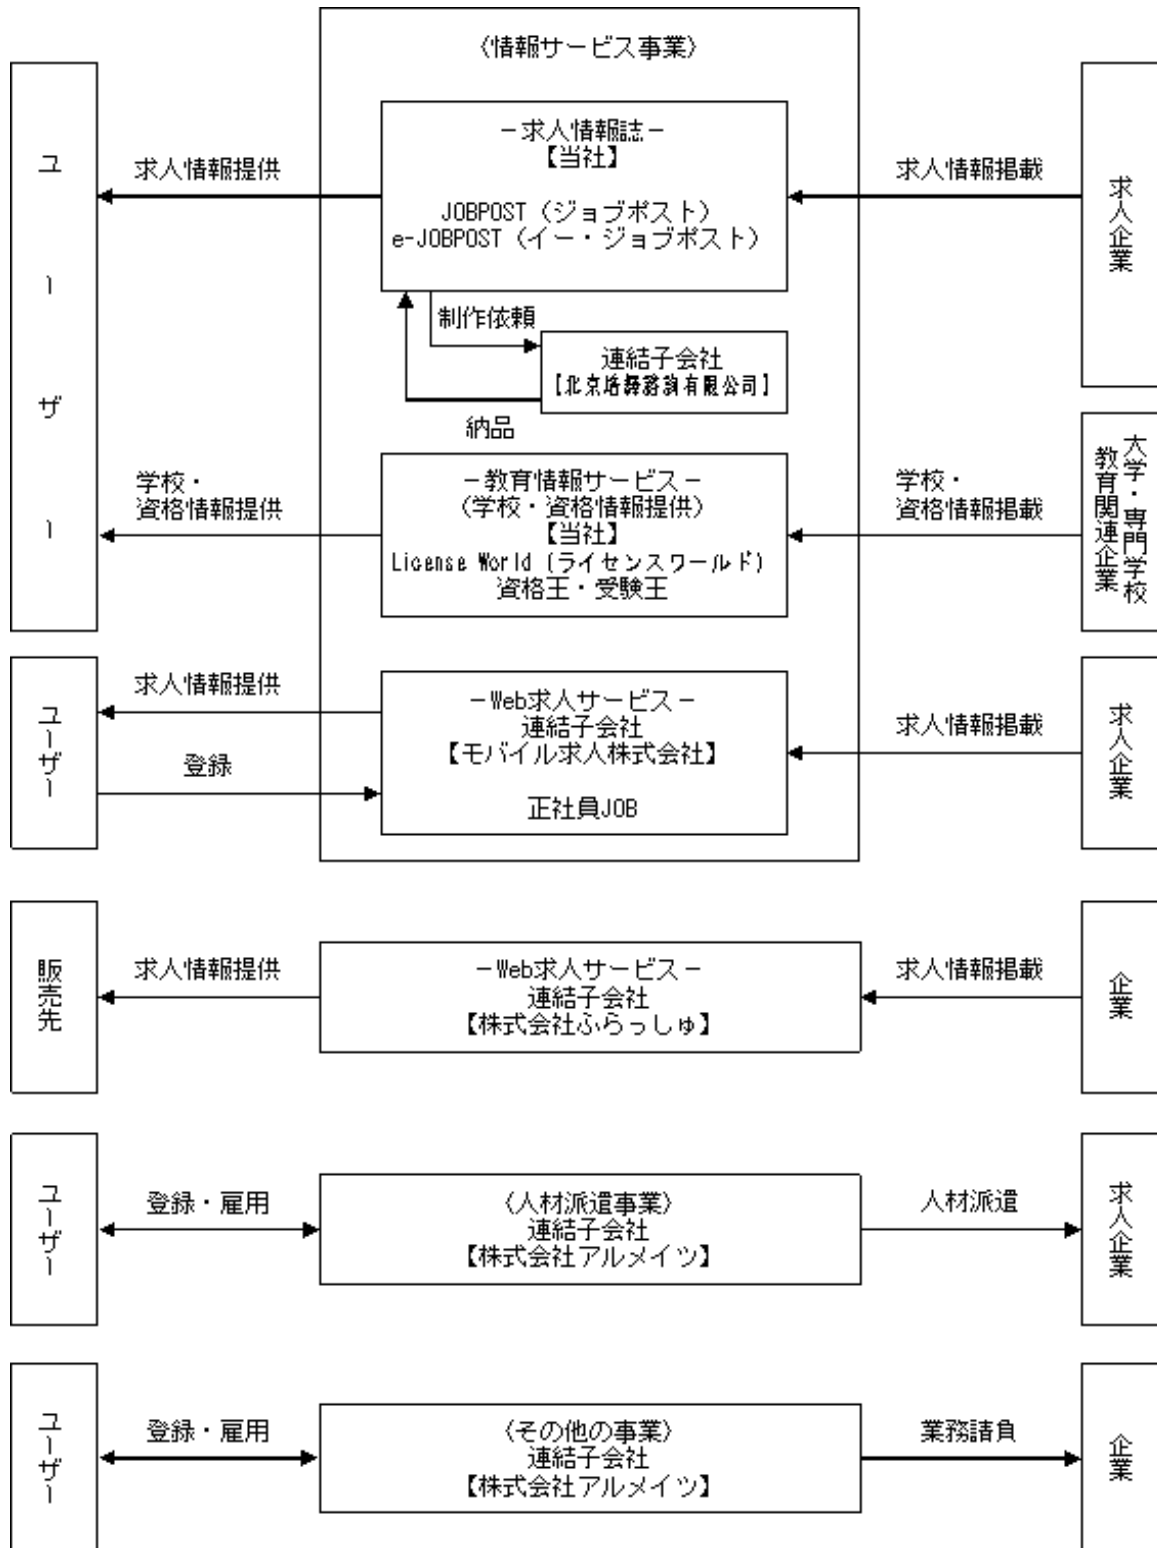 〈情報サービス事業〉
ユーザー
求人情報提供
－求人情報誌－
【当社】
JOBPOST（ジョブポスト）
e-JOBPOST（イー・ジョブポスト）
求人情報掲載
求人企業
制作依頼
連結子会社
納品
学校・
資格情報提供
－教育情報サービス－
（学校・資格情報提供）
【当社】
License World（ライセンスワールド）
資格王・受験王
学校・
資格情報掲載
大学・専門学校
教育関連企業
ユーザー
求人情報提供
登録
－Web求人サービス－
連結子会社
【モバイル求人株式会社】
正社員JOB
求人情報掲載
求人企業
販売先
求人情報提供
－Web求人サービス－
連結子会社
【株式会社ふらっしゅ】
求人情報掲載
企業
ユーザー
登録・雇用
〈人材派遣事業〉
連結子会社
【株式会社アルメイツ】
人材派遣
求人企業
ユーザー
登録・雇用
〈その他の事業〉
連結子会社
【株式会社アルメイツ】
業務請負
企業